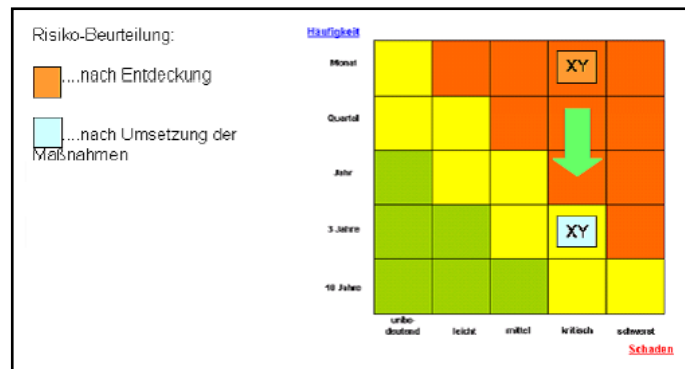 Risiko-Beurteilung:
....nach Entdeckung
....nach Umsetzung der
Maßnahmen
Häufigkeit
Monat
Quartal
Jahr
3 Jahre
10 Jahre
XY
XY
unbe-
deutend
leicht
mittel
kritisch
schwerst
Schaden